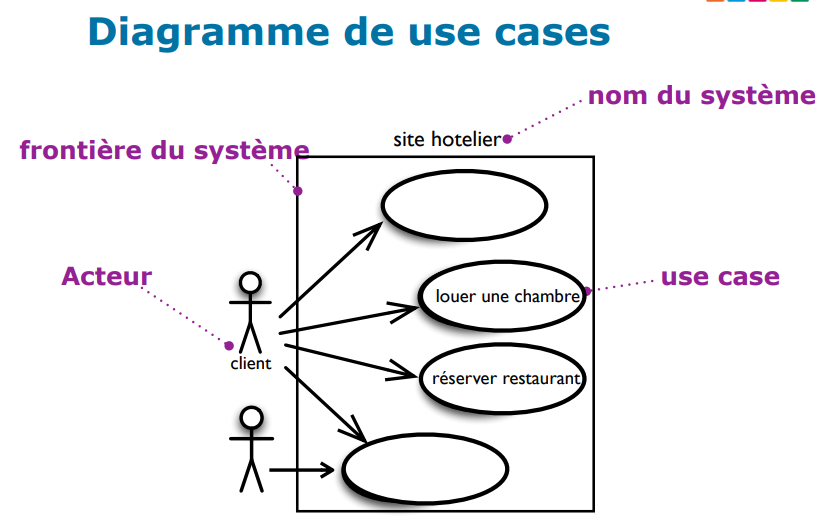 Diagramme de use cases
nom du système
site hotelier
frontière du système
Acteur
use case
louer une chambre
client
réserver restaurant